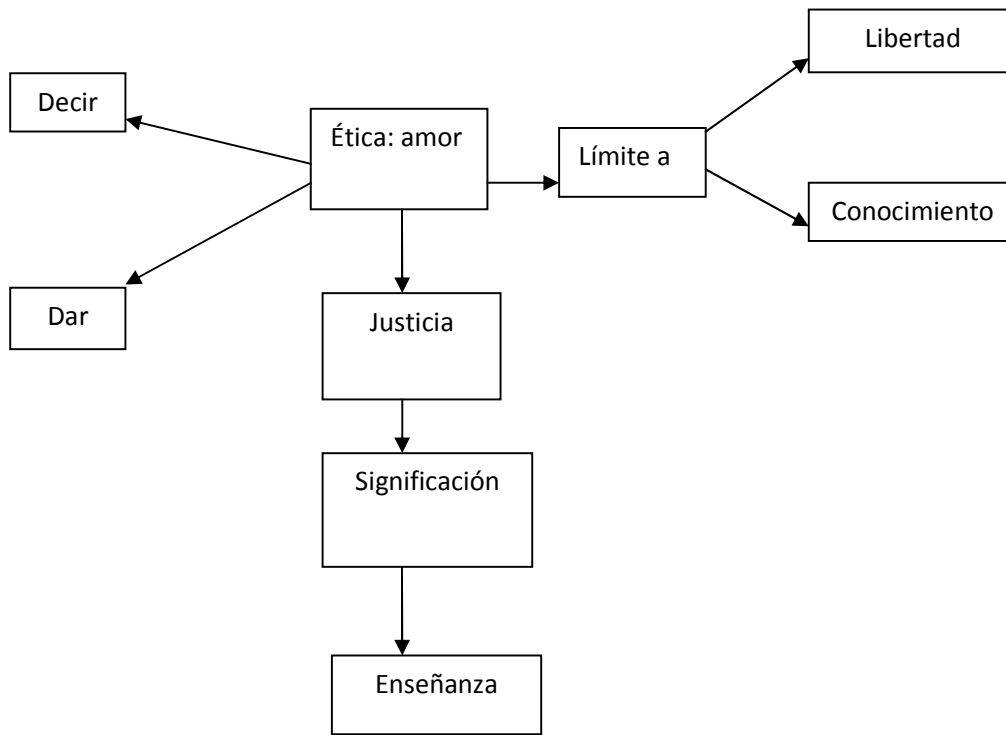 Libertad
Decir
Ética: amor
Límite a
Conocimiento
Dar
Justicia
Significación
Enseñanza